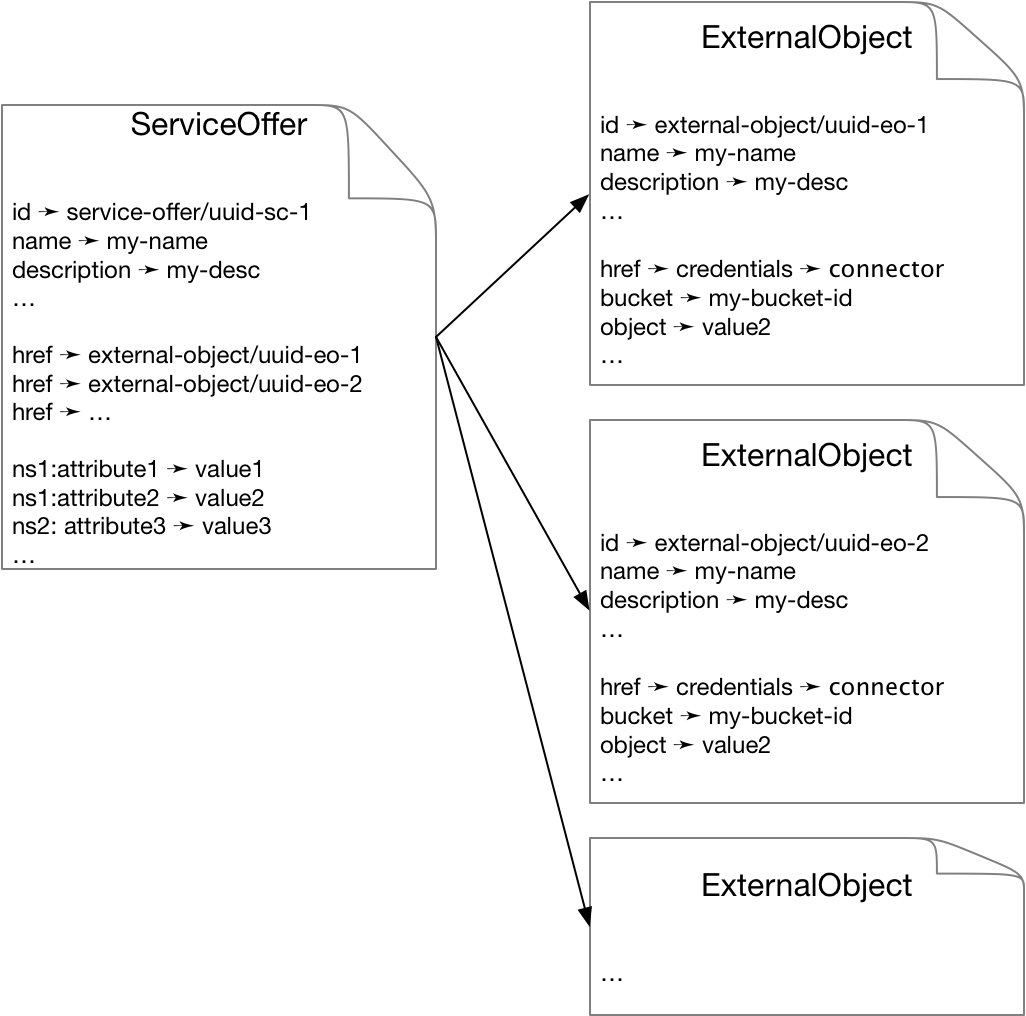 ServiceOffer
id ➛ service-offer/uuid-sc-1
name ➛ my-name
description ➛ my-desc
…
href ➛ external-object/uuid-eo-1
href ➛ external-object/uuid-eo-2
href ➛ …
ns1:attribute1 ➛ value1
ns1:attribute2 ➛ value2
ns2: attribute3 ➛ value3
…
ExternalObject
id ➛ external-object/uuid-eo-1
name ➛ my-name
description ➛ my-desc
…
href ➛ credentials ➛ connector
bucket ➛ my-bucket-id
object ➛ value2
…
ExternalObject
id ➛ external-object/uuid-eo-2
name ➛ my-name
description ➛ my-desc
…
href ➛ credentials ➛ connector
bucket ➛ my-bucket-id
object ➛ value2
…
ExternalObject
…